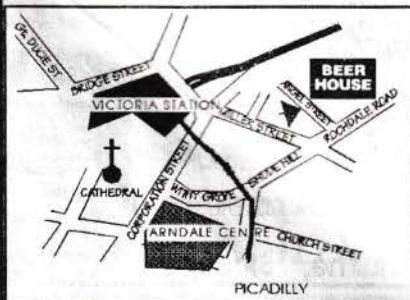 GT. DUCIE ST
BRIDGE STREET
VICTORIA STATION
MILLER STREET
ANGEL STREET
BEER
HOUSE
ROCHDALE ROAD
CATHEDRAL
CORPORATION STREET
WITHY GROVE
SHUDE HILL
ARNDALE CENTRE
CHURCH STREET
PICADILLY